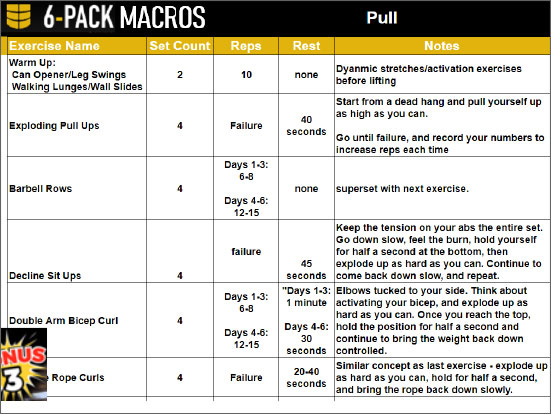 6-PACK MACROS
Pull
Exercise Name Set Count Reps Rest Notes
Warm Up:
Can Opener/Leg Swings
Walking Lunges/Wall Slides
2
10
none
Dyanmic stretches/activation exercises
before lifting
Exploding Pull Ups
4
Failure
40
seconds
Start from a dead hang and pull yourself up
as high as you can.
Go until failure, and record your numbers to
increase reps each time
Barbell Rows
4
Days 1-3:
6-8
Days 4-6:
12-15
none
superset with next exercise.
Decline Sit Ups
4
failure
45
seconds
Keep the tension on your abs the entire set.
Go down slow, feel the burn, hold yourself
for half a second at the bottom, then
explode up as hard as you can. Continue to
come back down slow, and repeat.
Double Arm Bicep Curl
4
Days 1-3:
6-8
Days 4-6:
12-15
"Days 1-3:
1 minute
Days 4-6:
30
seconds
Elbows tucked to your side. Think about
activating your bicep, and explode up as
hard as you can. Once you reach the top,
hold the position for half a second and
continue to bring the weight back down
controlled.
NUS
3
Rope Curls
4
Failure
20-40
seconds
Similar concept as last exercise - explode up
as hard as you can, hold for half a second,
and bring the rope back down slowly.